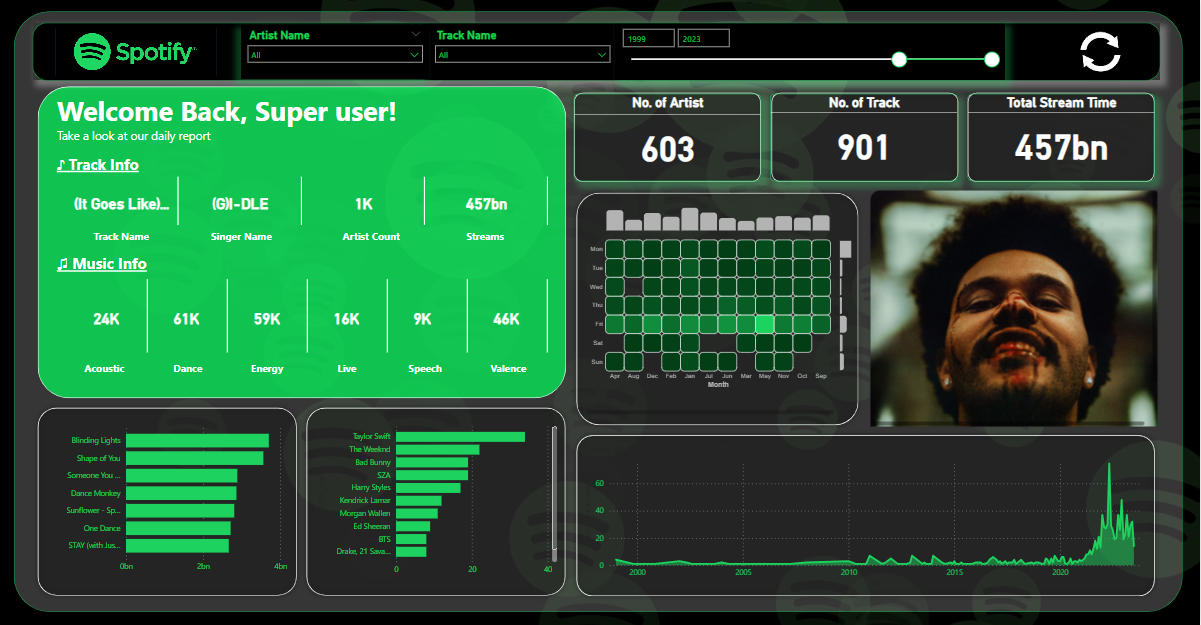 Spotify
Artist Name
All
Track Name
All
1999
2023
Welcome Back, Super user!
Take a look at our daily report
♪ Track Info
(It Goes Like)...
(G)I-DLE
1K
457bn
Track Name
Singer Name
Artist Count
Streams
♫ Music Info
24K
61K
59K
16K
9K
46K
Acoustic
Dance
Energy
Live
Speech
Valence
No. of Artist
603
No. of Track
901
Total Stream Time
457bn
Mon
Tue
Wed
Thu
Fri
Sat
Sun
Apr Aug Dec Feb Jan Jul Jun Mar May Nov Oct Sep
Month
Blinding Lights
Shape of You
Someone You ...
Dance Monkey
Sunflower - Sp...
One Dance
STAY (with Jus...
0bn 2bn 4bn
Taylor Swift
The Weeknd
Bad Bunny
SZA
Harry Styles
Kendrick Lamar
Morgan Wallen
Ed Sheeran
BTS
Drake, 21 Sava...
0 20 40
60
40
20
0
2000 2005 2010 2015 2020